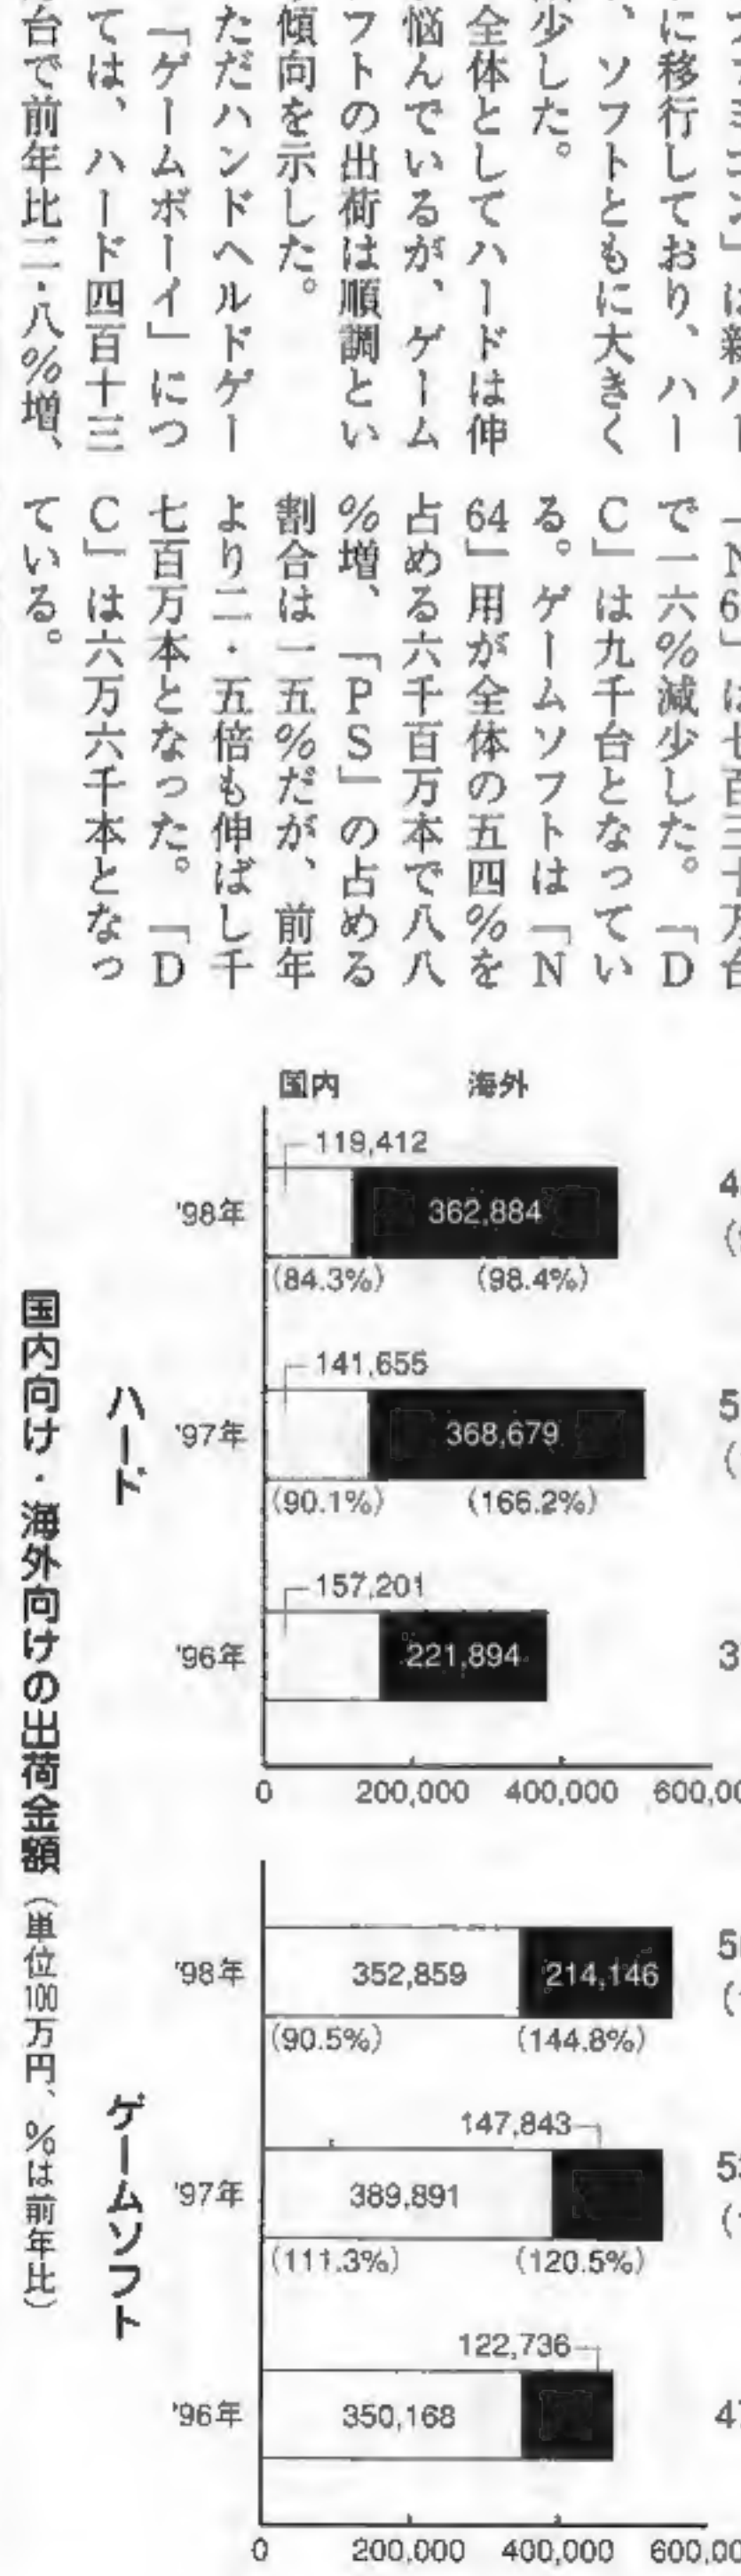 ファミコン」は新ハー
に移行しており、ハー
、ソフトともに大きく
少した。
全体としてハードは伸
悩んでいるが、ゲーム
フトの出荷は順調とい
傾向を示した。
ただハンドヘルドゲー
「ゲームボーイ」につ
ては、ハード四百十三
台で前年比二・八%増、
「N6」は七百三十万台
で一六%減少した。「D
C」は九千台となってい
る。ゲームソフトは「N
64」用が全体の五四%を
占める六千百万本で八八
%増、「PS」の占める
割合は一五%だが、前年
より二・五倍も伸ばし千
七百万本となった。「D
C」は六万六千本となっ
ている。
国内向け・海外向けの出荷金額(単位100万円、%は前年比)
ハード
国内 海外
119,412
'98年 362,884
(84.3%) (98.4%)
141,655
'97年 368,679
(90.1%) (166.2%)
157,201
'96年 221,894
0 200,000 400,000
ゲームソフト
'98年 352,859 214,146
(90.5%) (144.8%)
147,843
'97年 389,891
(111.3%) (120.5%)
122,736
'96年 350,168
0 200,000 400,000